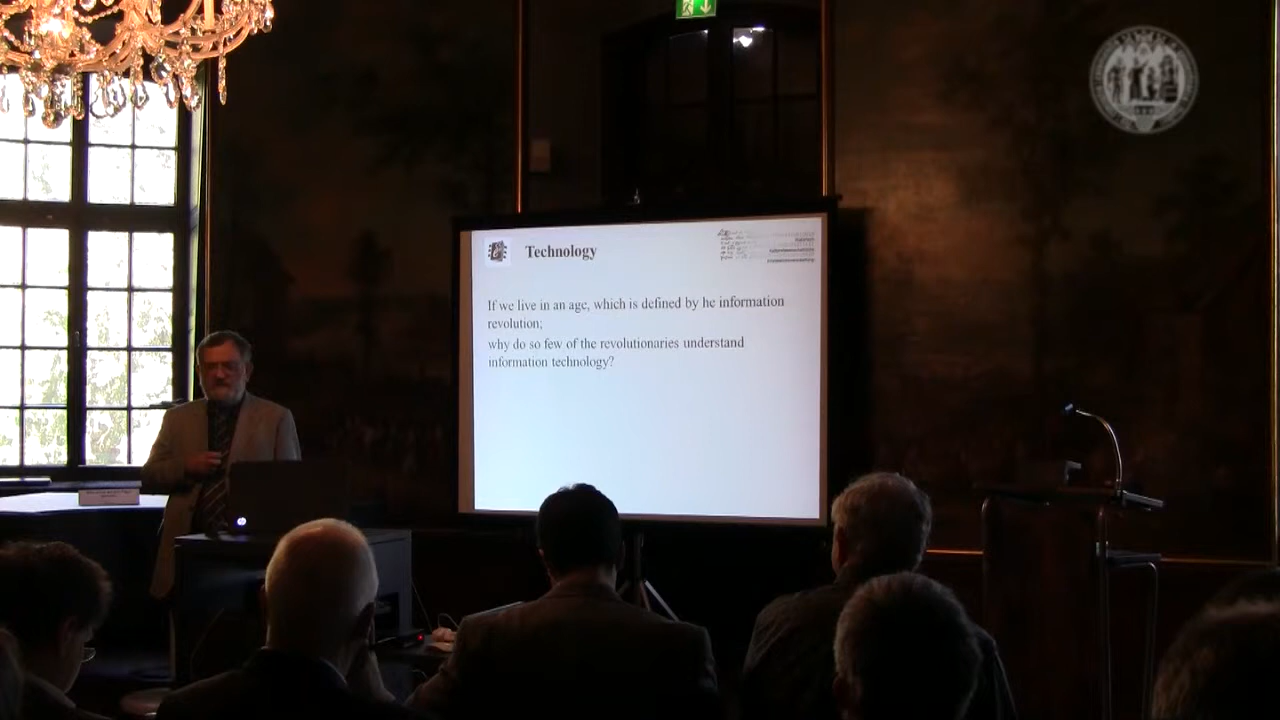 Technology
If we live in an age, which is defined by he information
revolution;
why do so few of the revolutionaries understand
information technology?